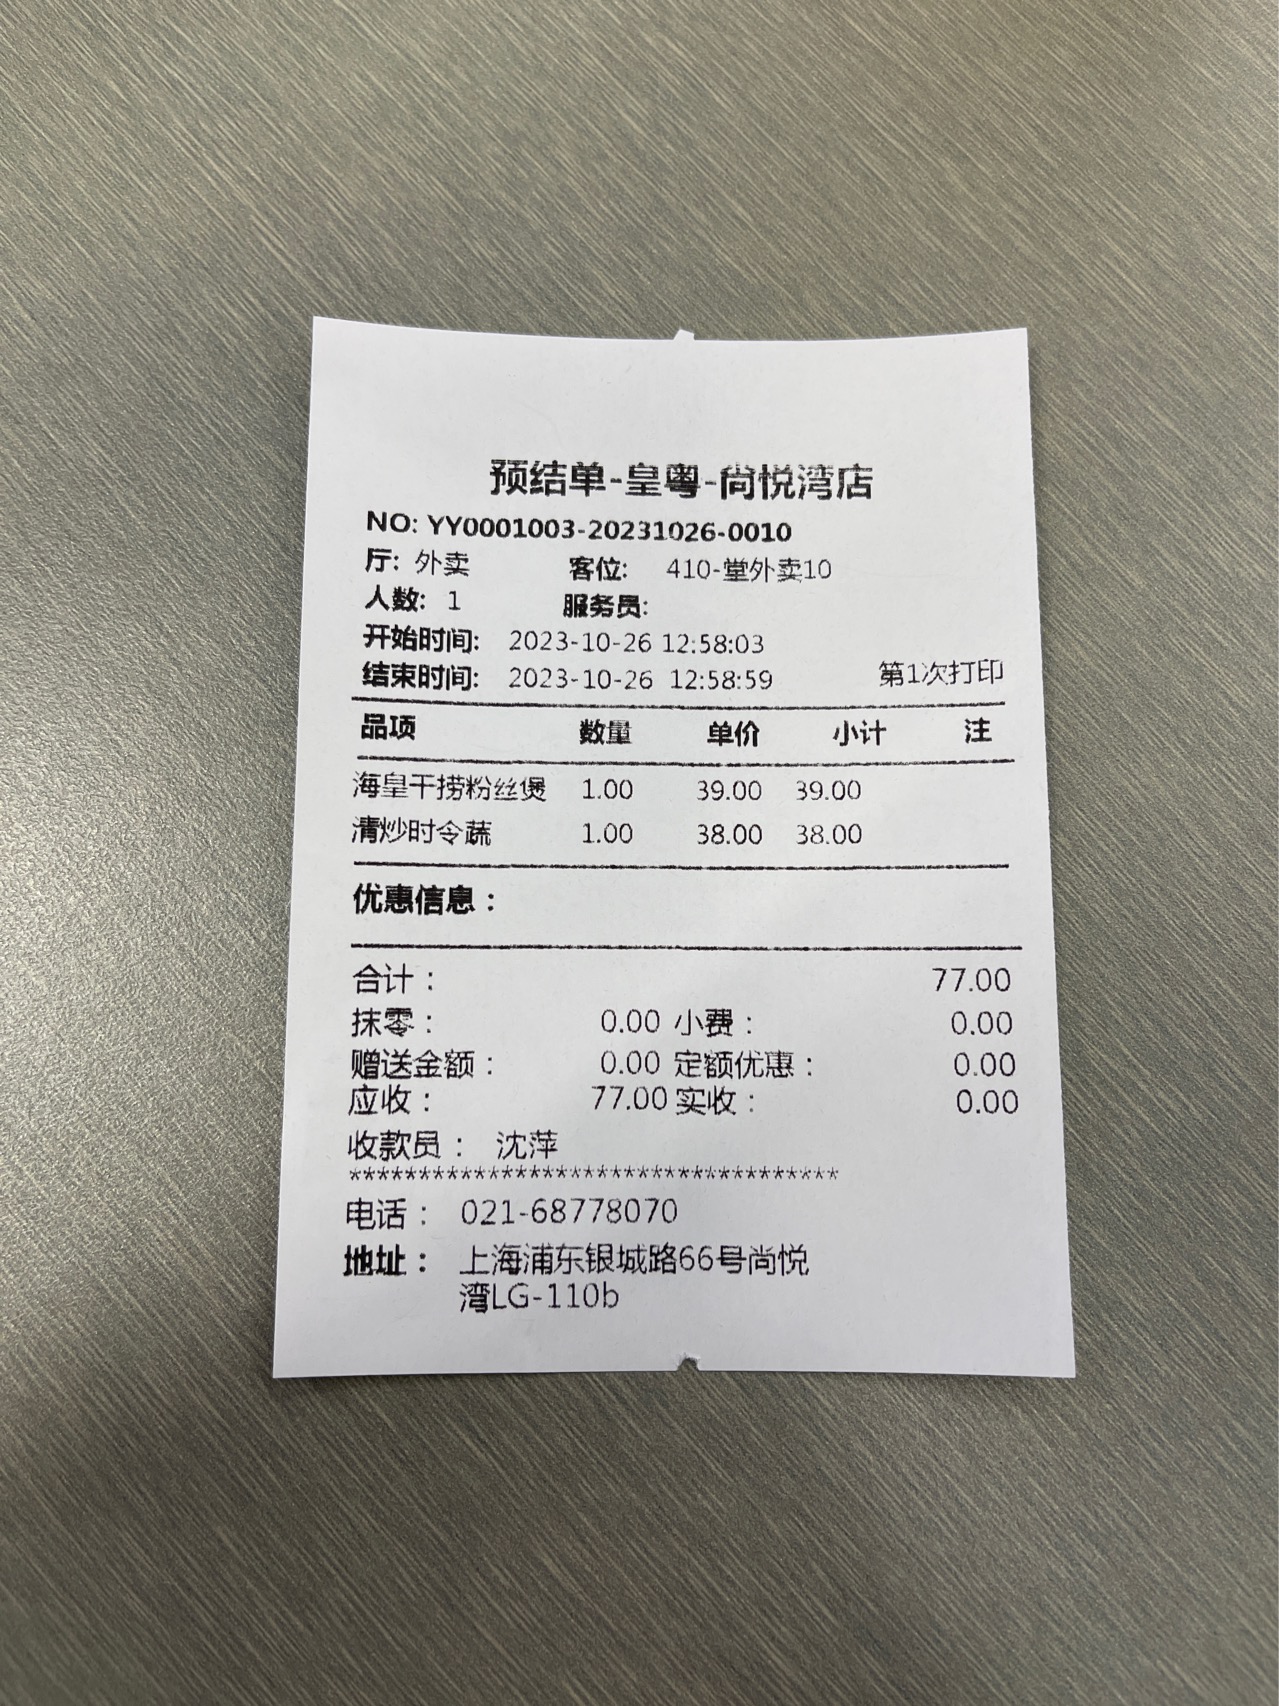 预结单-皇粤-尚悦湾店
NO: YY0001003-20231026-0010
厅: 外卖 客位: 410-堂外卖10
人数: 1 服务员:
开始时间: 2023-10-26 12:58:03
结束时间: 2023-10-26 12:58:59 第1次打印
品项 数量 单价 小计 注
海皇干捞粉丝煲 1.00 39.00 39.00
清炒时令蔬 1.00 38.00 38.00
优惠信息：
合计： 77.00
抹零： 0.00 小费： 0.00
赠送金额： 0.00 定额优惠： 0.00
应收： 77.00 实收： 0.00
收款员： 沈萍
************************************
电话： 021-68778070
地址： 上海浦东银城路66号尚悦
湾LG-110b